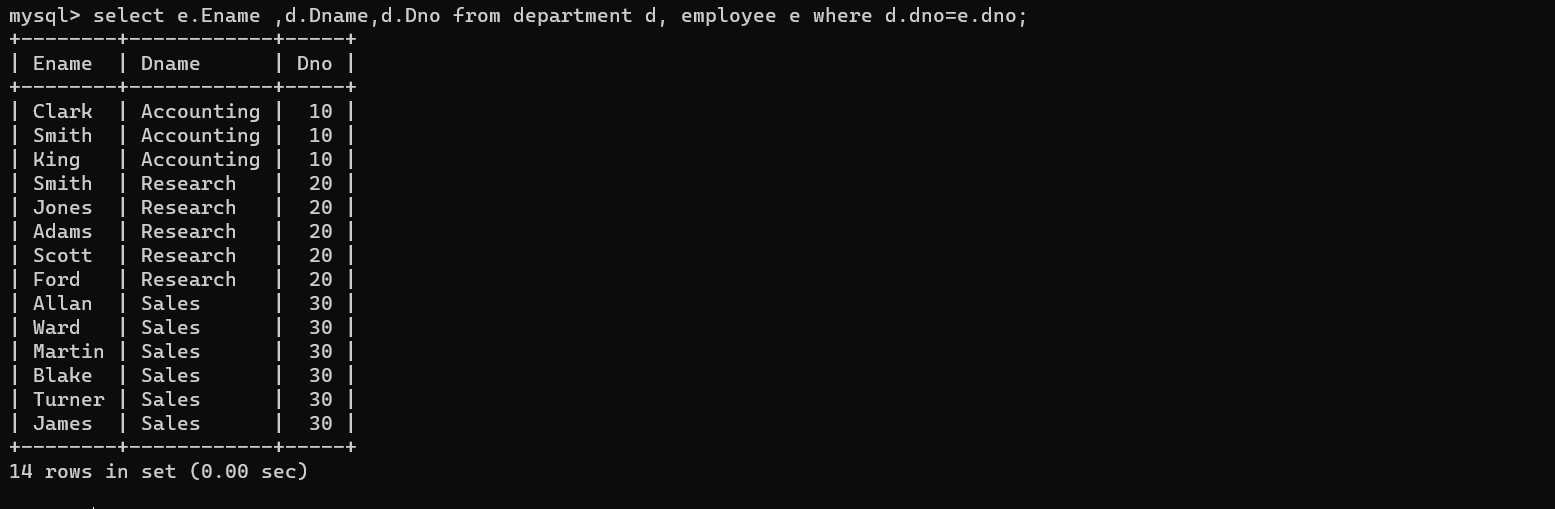 mysql> select e.Ename ,d.Dname,d.Dno from department d, employee e where d.dno=e.dno;
+--------+------------+-----+
| Ename  | Dname      | Dno |
+--------+------------+-----+
| Clark  | Accounting |  10 |
| Smith  | Accounting |  10 |
| King   | Accounting |  10 |
| Smith  | Research   |  20 |
| Jones  | Research   |  20 |
| Adams  | Research   |  20 |
| Scott  | Research   |  20 |
| Ford   | Research   |  20 |
| Allan  | Sales      |  30 |
| Ward   | Sales      |  30 |
| Martin | Sales      |  30 |
| Blake  | Sales      |  30 |
| Turner | Sales      |  30 |
| James  | Sales      |  30 |
+--------+------------+-----+
14 rows in set (0.00 sec)